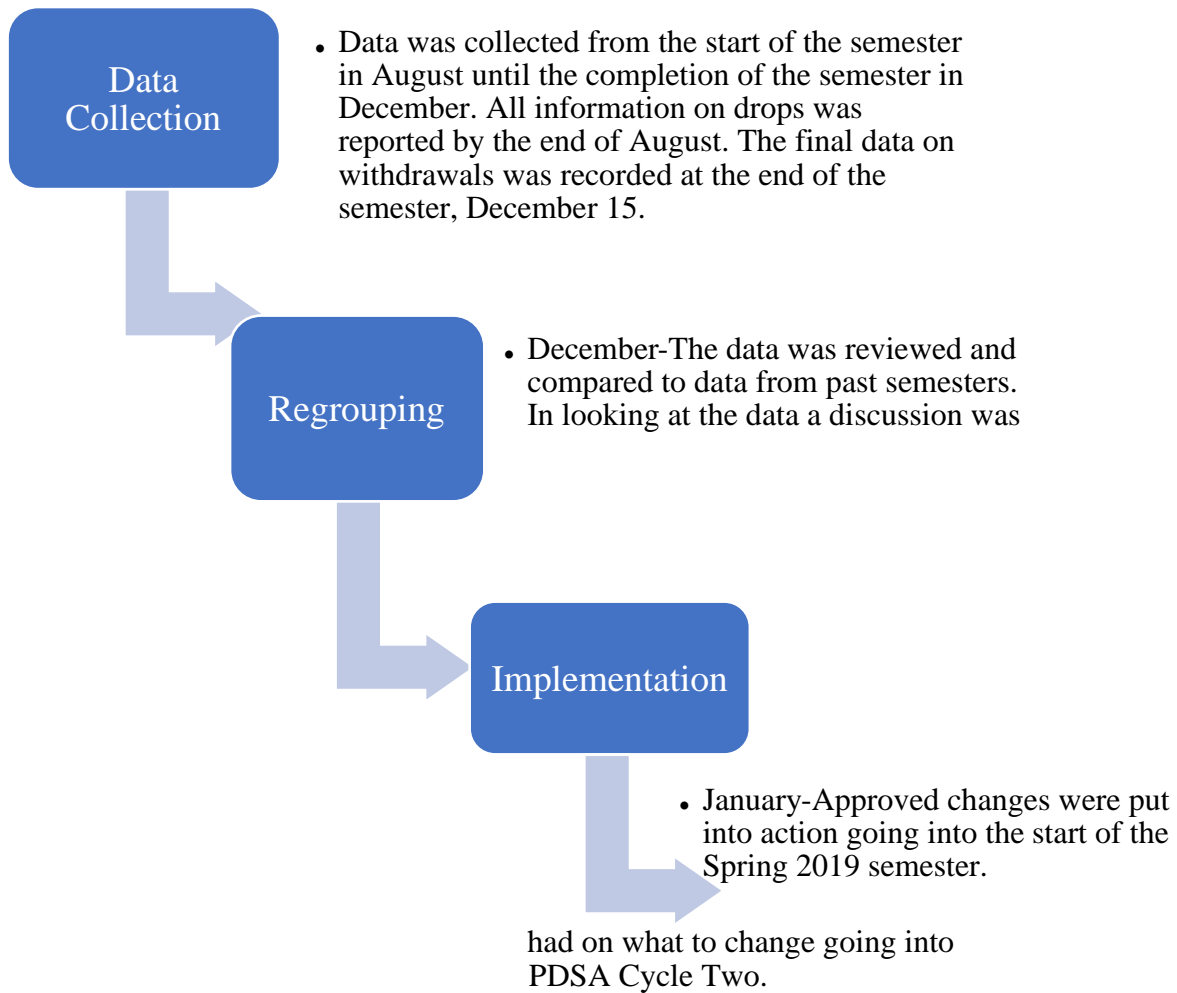 Data
Collection
• Data was collected from the start of the semester
in August until the completion of the semester in
December. All information on drops was
reported by the end of August. The final data on
withdrawals was recorded at the end of the
semester, December 15.
Regrouping
• December-The data was reviewed and
compared to data from past semesters.
In looking at the data a discussion was
Implementation
• January-Approved changes were put
into action going into the start of the
Spring 2019 semester.
had on what to change going into
PDSA Cycle Two.